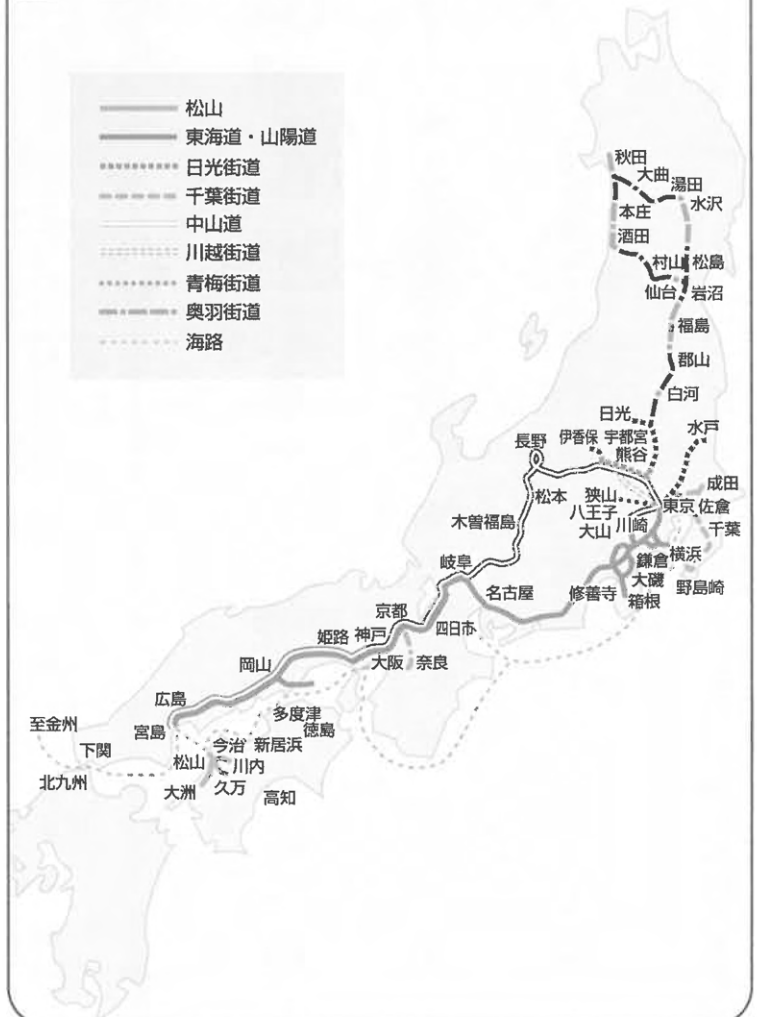 松山
東海道・山陽道
日光街道
千葉街道
中山道
川越街道
青梅街道
奥羽街道
海路
秋田
大曲
湯田
水沢
本庄
酒田
村山
松島
仙台
岩沼
福島
郡山
白河
日光
水戸
伊香保
宇都宮
長野
熊谷
成田
松本
狭山
東京
佐倉
八王子
木曽福島
大山
川崎
千葉
岐阜
鎌倉
横浜
名古屋
修善寺
大磯
野島崎
箱根
京都
四日市
姫路
神戸
岡山
大阪
奈良
広島
多度津
至金州
宮島
徳島
下関
今治
新居浜
松山
川内
北九州
大洲
久万
高知